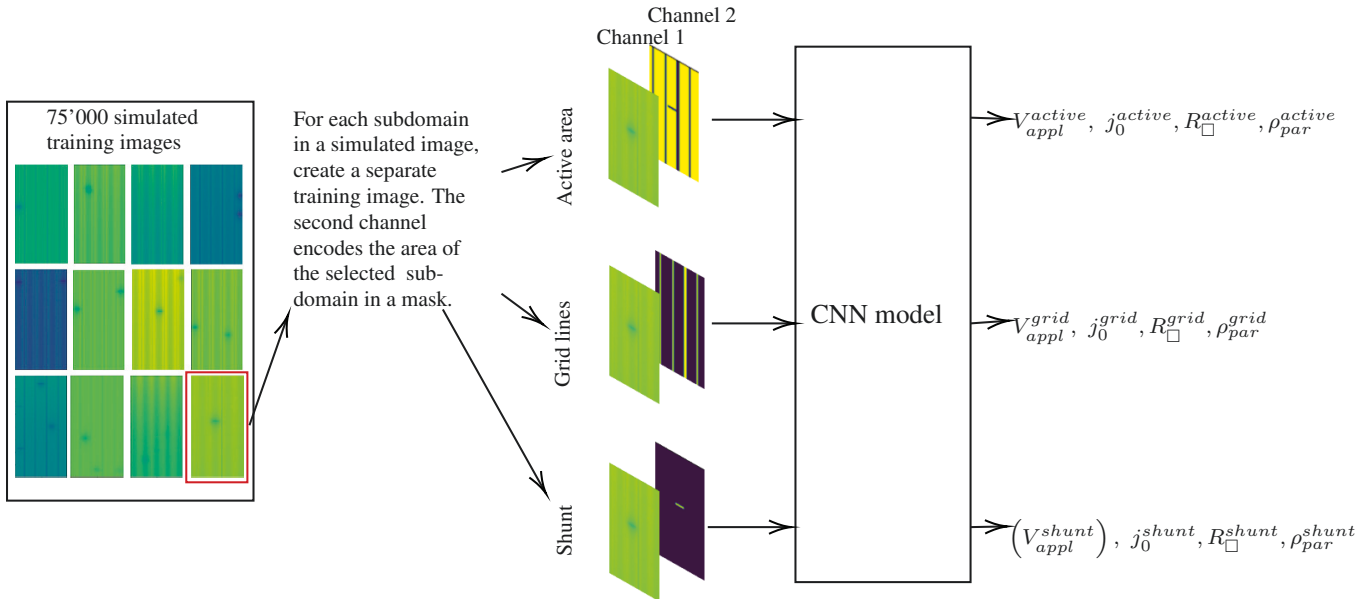 75’000 simulated
training images
For each subdomain
in a simulated image,
create a separate
training image. The
second channel
encodes the area of
the selected sub-
domain in a mask.
Channel 2
Channel 1
Active area
Grid lines
Shunt
CNN model
V_{appl}^{active}, j_0^{active}, R_□^{active}, ρ_{par}^{active}
V_{appl}^{grid}, j_0^{grid}, R_□^{grid}, ρ_{par}^{grid}
(V_{appl}^{shunt}), j_0^{shunt}, R_□^{shunt}, ρ_{par}^{shunt}